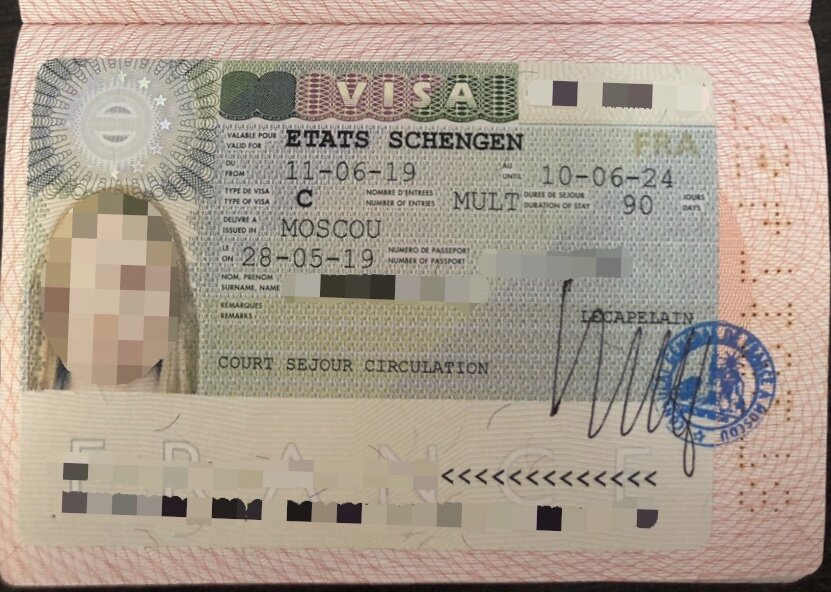 VISA
VALABLE POUR
VALID FOR
ETATS SCHENGEN
FRA
DU
FROM
11-06-19
AU
UNTIL
10-06-24
TYPE DE VISA
TYPE OF VISA
C
NOMBRE D'ENTREES
NUMBER OF ENTRIES
MULT
DUREE DE SEJOUR
DURATION OF STAY
90
JOURS
DAYS
DELIVRE A
ISSUED IN
MOSCOU
LE
ON
28-05-19
NUMERO DE PASSEPORT
NUMBER OF PASSPORT
NOM, PRENOM
SURNAME, NAME
REMARQUES
REMARKS
LECAPELAIN
COURT SEJOUR CIRCULATION
FRANCE
<<<<<<<<<<<<<<